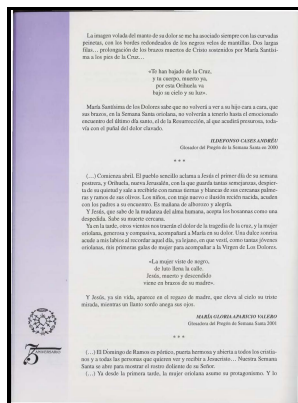 La imagen volada del manto de su dolor se me ha asociado siempre con las curvadas
peinetas, con los bordes redondeados de los negros velos de mantillas. Dos largas
filas… prolongación de los brazos muertos de Cristo sostenidos por María Santísi-
ma a los pies de la Cruz…
«Te han bajado de la Cruz,
y tu cuerpo, muerto ya,
por esta Orihuela va
bajo su cielo y su luz».
María Santísima de los Dolores sabe que no volverá a ver a su hijo cara a cara, que
sus brazos, en la Semana Santa oriolana, no volverán a tenerlo hasta el emocionado
encuentro del último día santo, el de la Resurrección, al que acudirá presurosa, toda-
vía con el puñal del dolor clavado.
ILDEFONSO CASES ANDRÉU
Glosador del Pregón de la Semana Santa en 2000
* * *
(…) Comienza abril. El pueblo sencillo aclama a Jesús el primer día de su semana
postrera, y Orihuela, nueva Jerusalén, con la que guarda tantas semejanzas, despier-
ta de su quietud y sale a recibirlo con tantas tiernas y blancas de sus cercanas palme-
ras y ramos de sus olivos. Los niños, con traje nuevo e ilusión recién nacida, acuden
con los padres a su encuentro. Es mañana de alborozo y alegría.
Y Jesús, que sabe de la mudanza del alma humana, acepta los hosannas como una
despedida. Sabe su muerte cercana.
Ya en la tarde, otros vientos nos traerán el dolor de la tragedia de la cruz, y la mujer
oriolana, generosa y compasiva, acompañará a María en su dolor. Una dulce sonrisa
acude a mis labios al recordar aquel día, ya lejano, en que vestí, como tantas jóvenes
oriolanas, mis primeras galas de mujer para acompañar a la Virgen de Los Dolores.
«La mujer viste de negro,
de luto llena la calle.
Jesús, muerto y descendido
viene en brazos de su madre».
Y Jesús, ya sin vida, aparece en el regazo de madre, que eleva al cielo su triste
mirada, mientras un llanto sordo anega sus ojos.
MARÍA GLORIA APARICIO VALERO
Glosadora del Pregón de la Semana Santa 2001
* * *
(…) El Domingo de Ramos es pórtico, puerta hermosa y abierta a todos los cristia-
nos y a todas las personas que quieren ver y recibir a Jesucristo… Nuestra Semana
Santa se abre para mostrar el rostro doliente de su Señor.
(…) Ya desde la primera tarde, la mujer oriolana asume su protagonismo. Y lo
75
ANIVERSARIO